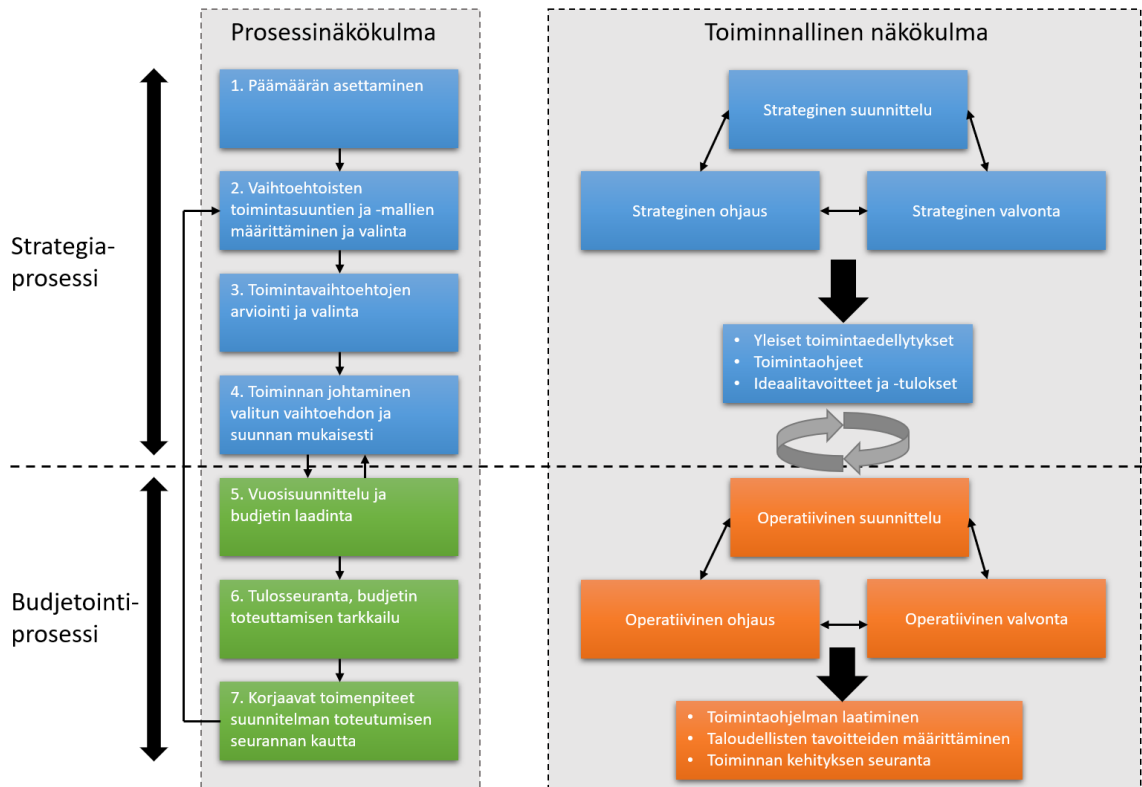 Prosessinäkökulma
Toiminnallinen näkökulma
Strategia-
prosessi
1. Päämäärän asettaminen
2. Vaihtoehtoisten
toimintasuuntien ja -mallien
määrittäminen ja valinta
3. Toimintavaihtoehtojen
arviointi ja valinta
4. Toiminnan johtaminen
valitun vaihtoehdon ja
suunnan mukaisesti
Strateginen suunnittelu
Strateginen ohjaus
Strateginen valvonta
• Yleiset toimintaedellytykset
• Toimintaohjeet
• Ideaalitavoitteet ja -tulokset
Budjetointi-
prosessi
5. Vuosisuunnittelu ja
budjetin laadinta
6. Tulosseuranta, budjetin
toteuttamisen tarkkailu
7. Korjaavat toimenpiteet
suunnitelman toteutumisen
seurannan kautta
Operatiivinen suunnittelu
Operatiivinen ohjaus
Operatiivinen valvonta
• Toimintaohjelman laatiminen
• Taloudellisten tavoitteiden määrittäminen
• Toiminnan kehityksen seuranta